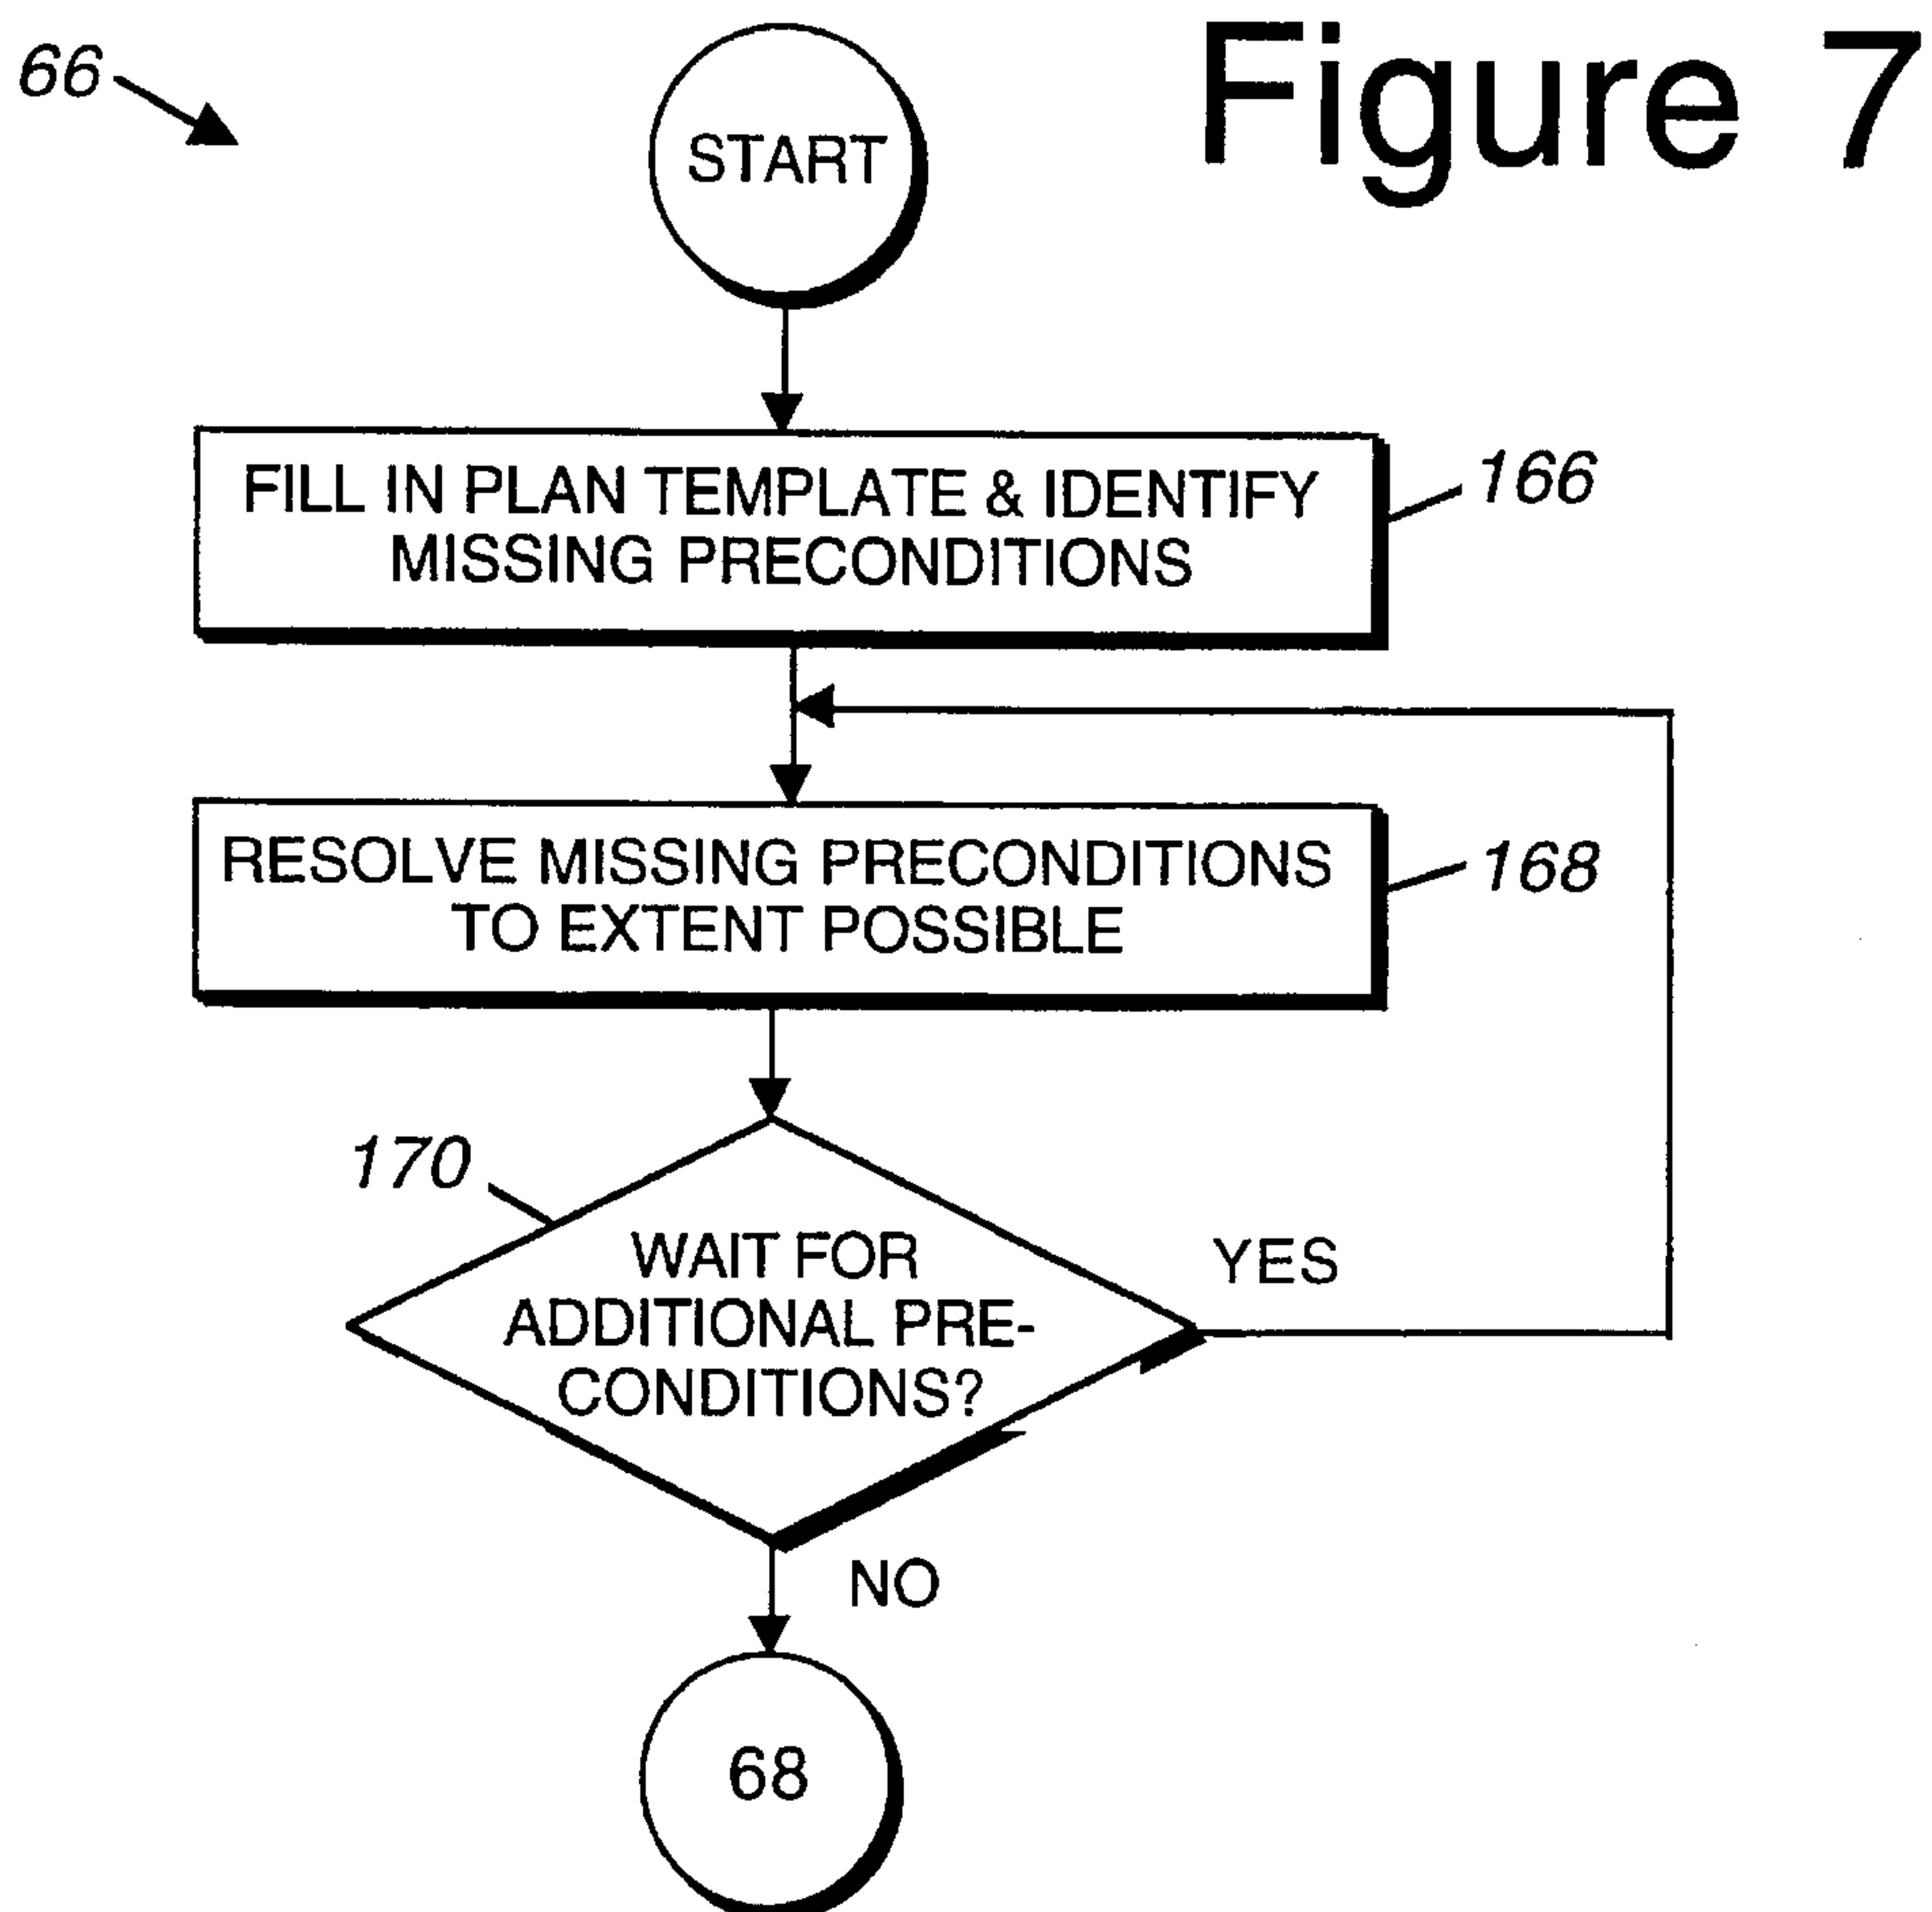 66
START
Figure 7
FILL IN PLAN TEMPLATE & IDENTIFY
MISSING PRECONDITIONS
166
RESOLVE MISSING PRECONDITIONS
TO EXTENT POSSIBLE
168
170
WAIT FOR
ADDITIONAL PRE-
CONDITIONS?
YES
NO
68